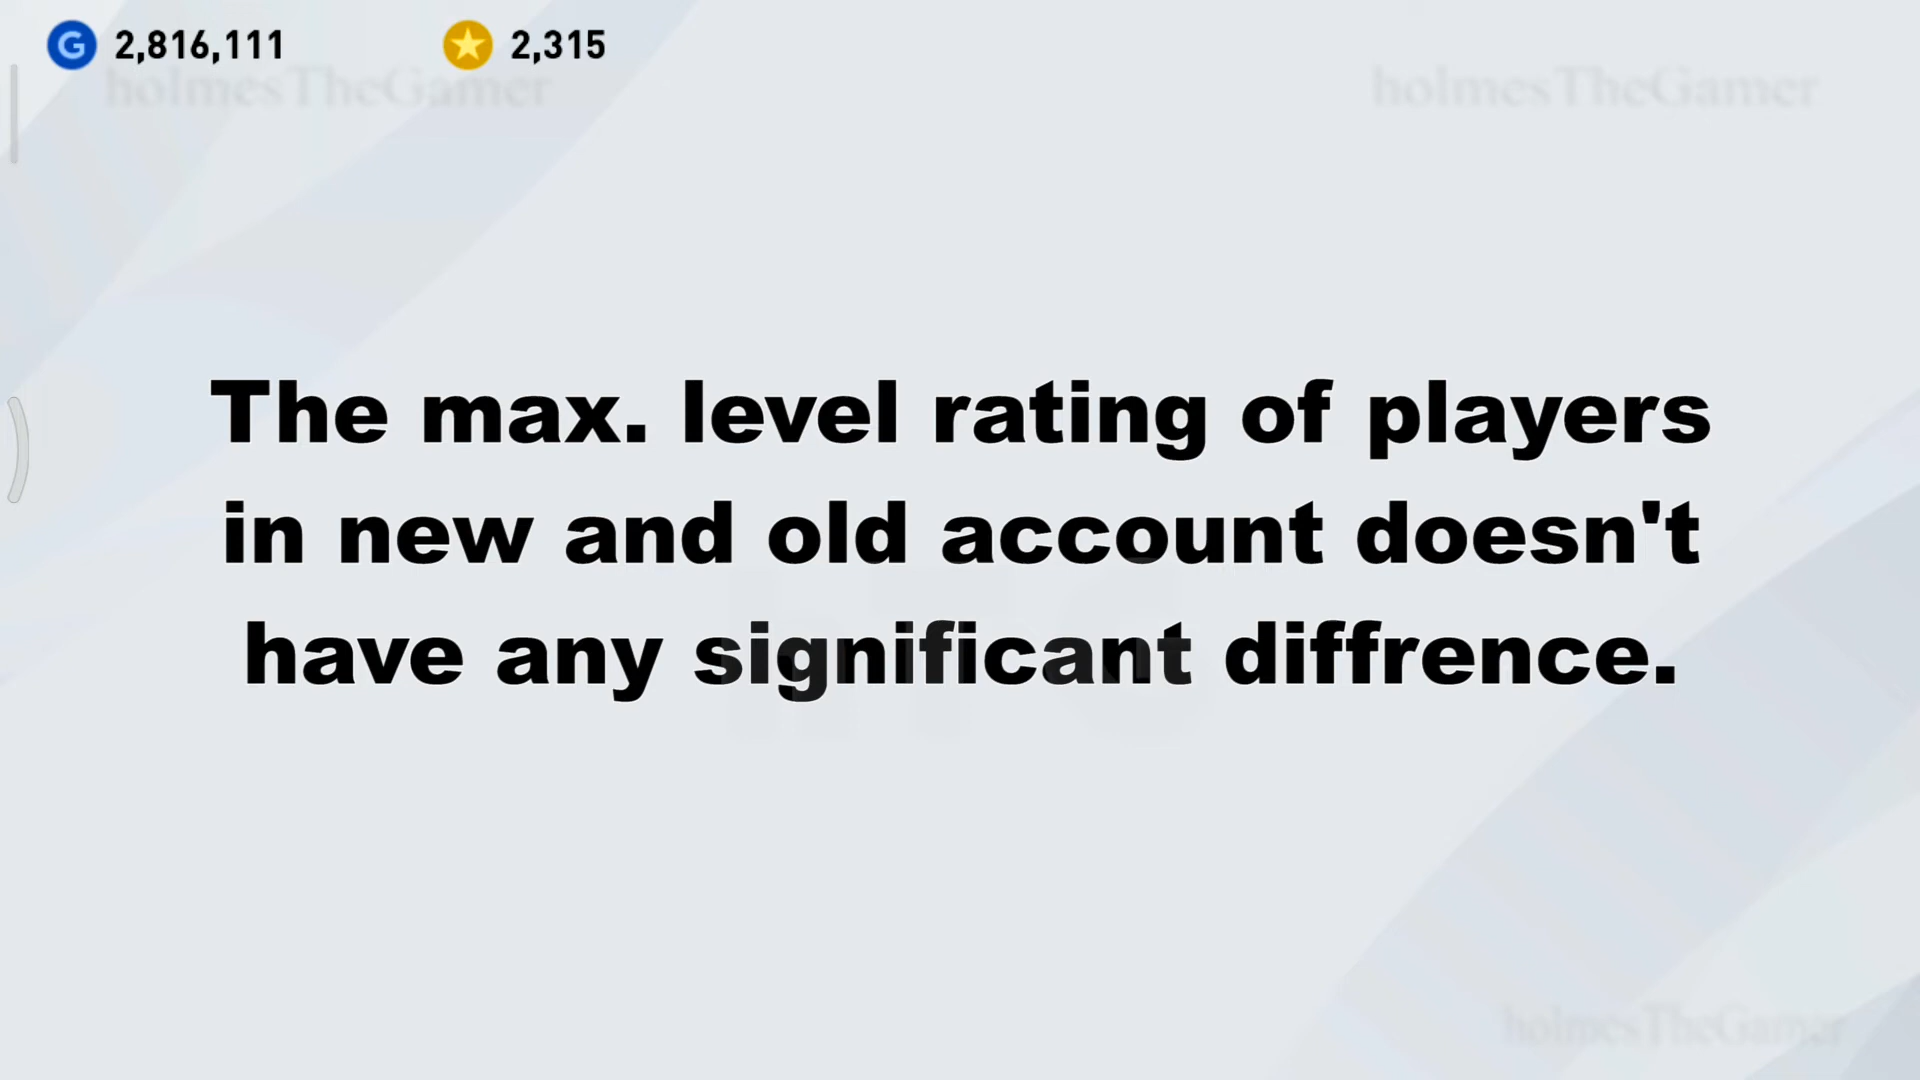 G 2,816,111 2,315
holmesTheGamer holmesTheGamer
The max. level rating of players
in new and old account doesn't
have any significant diffrence.
holmesTheGamer